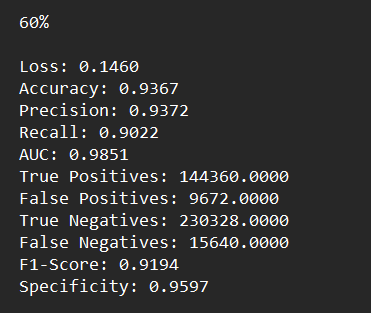 60%
Loss: 0.1460
Accuracy: 0.9367
Precision: 0.9372
Recall: 0.9022
AUC: 0.9851
True Positives: 144360.0000
False Positives: 9672.0000
True Negatives: 230328.0000
False Negatives: 15640.0000
F1-Score: 0.9194
Specificity: 0.9597